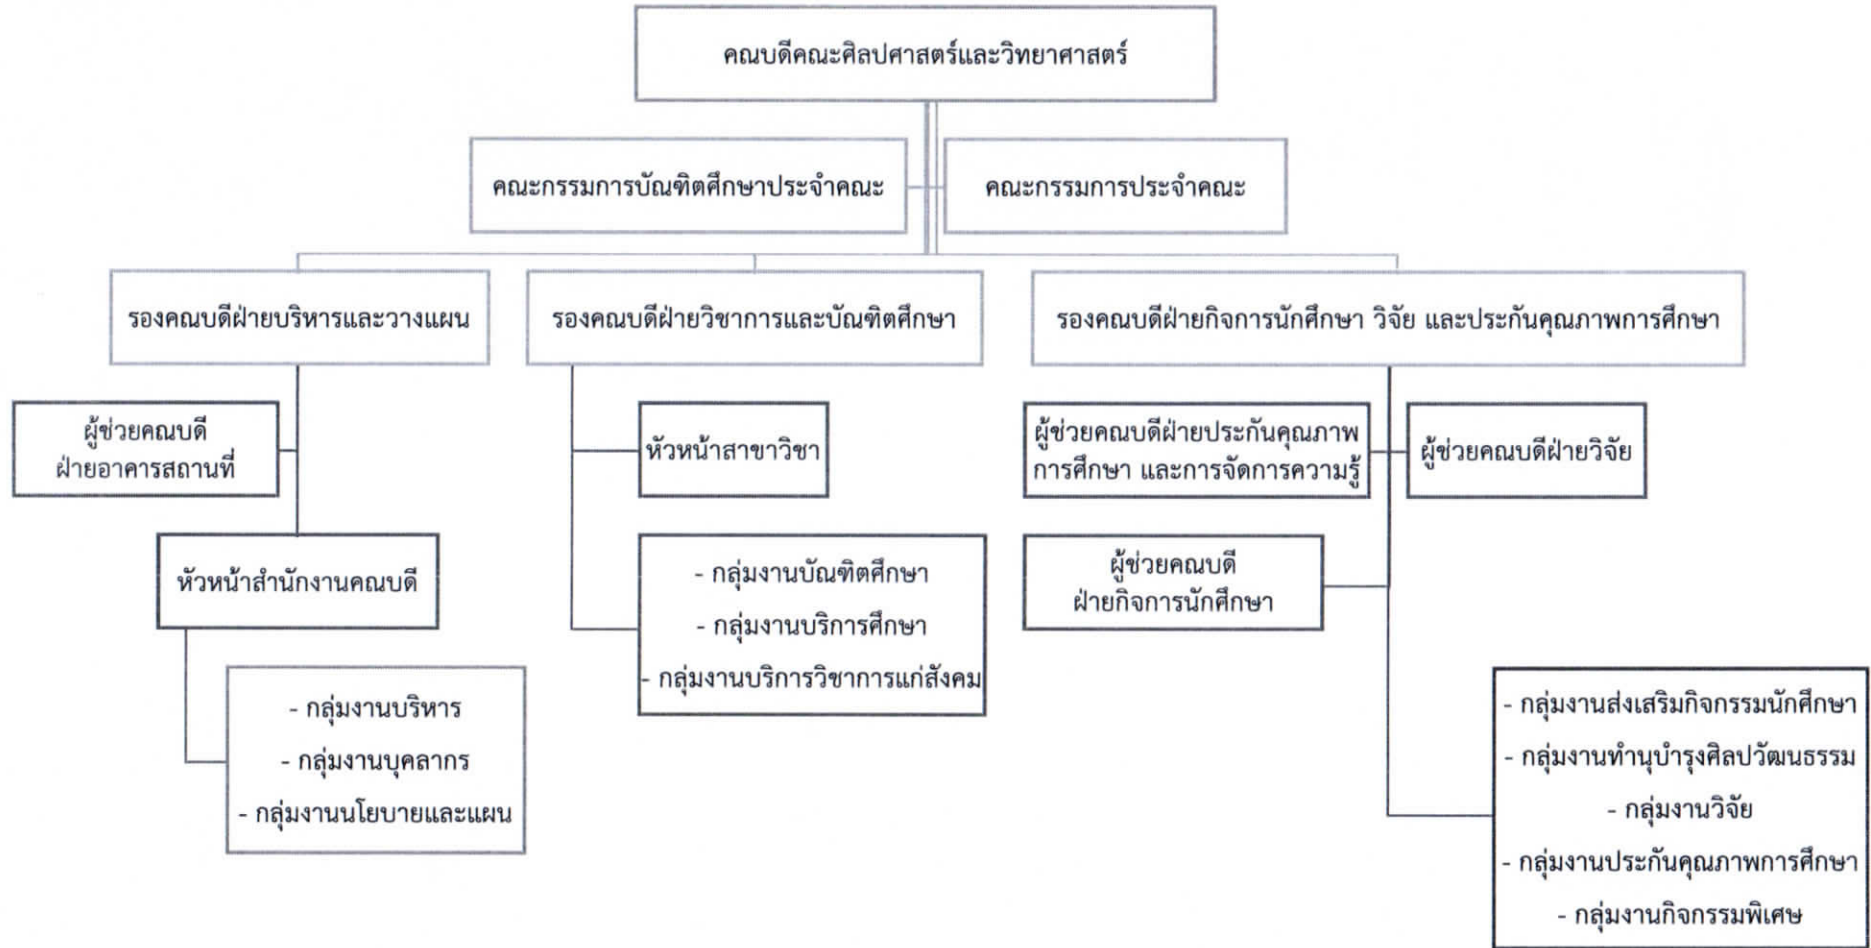 คณบดีคณะศิลปศาสตร์และวิทยาศาสตร์
คณะกรรมการบัณฑิตศึกษาประจำคณะ
คณะกรรมการประจำคณะ
รองคณบดีฝ่ายบริหารและวางแผน
รองคณบดีฝ่ายวิชาการและบัณฑิตศึกษา
รองคณบดีฝ่ายกิจการนักศึกษา วิจัย และประกันคุณภาพการศึกษา
ผู้ช่วยคณบดี
ฝ่ายอาคารสถานที่
หัวหน้าสาขาวิชา
ผู้ช่วยคณบดีฝ่ายประกันคุณภาพ
การศึกษา และการจัดการความรู้
ผู้ช่วยคณบดีฝ่ายวิจัย
หัวหน้าสำนักงานคณบดี
- กลุ่มงานบัณฑิตศึกษา
- กลุ่มงานบริการศึกษา
- กลุ่มงานบริการวิชาการแก่สังคม
ผู้ช่วยคณบดี
ฝ่ายกิจการนักศึกษา
- กลุ่มงานบริหาร
- กลุ่มงานบุคลากร
- กลุ่มงานนโยบายและแผน
- กลุ่มงานส่งเสริมกิจกรรมนักศึกษา
- กลุ่มงานทำนุบำรุงศิลปวัฒนธรรม
- กลุ่มงานวิจัย
- กลุ่มงานประกันคุณภาพการศึกษา
- กลุ่มงานกิจกรรมพิเศษ